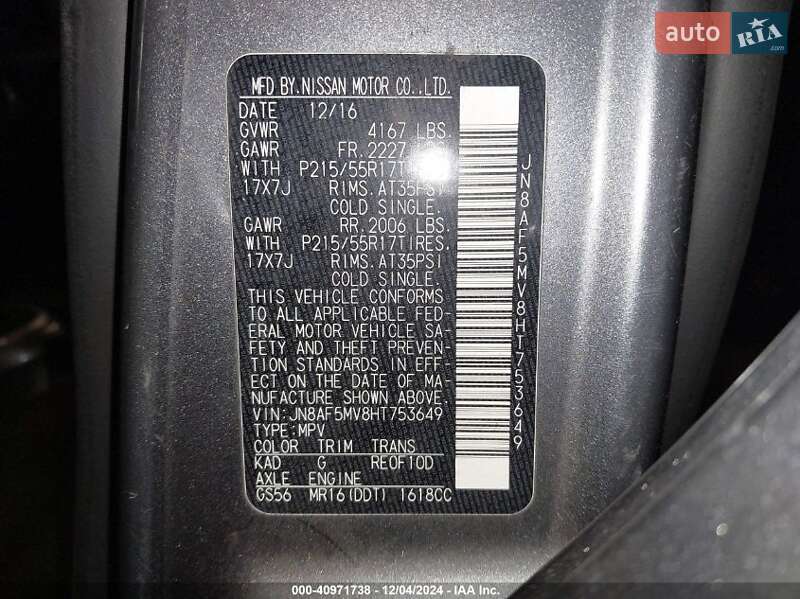 auto RIA
MFD BY.NISSAN MOTOR CO.,LTD.
DATE 12/16
GVWR 4167 LBS.
GAWR FR.2227 LBS.
WITH P215/55R17TIRES.
17X7J RIMS.AT35PSI
COLD SINGLE.
GAWR RR.2006 LBS.
WITH P215/55R17TIRES.
17X7J RIMS.AT35PSI
COLD SINGLE.
THIS VEHICLE CONFORMS
TO ALL APPLICABLE FED-
ERAL MOTOR VEHICLE SA-
FETY AND THEFT PREVEN-
TION STANDARDS IN EFF-
ECT ON THE DATE OF MA-
NUFACTURE SHOWN ABOVE.
VIN:JN8AF5MV8HT753649
TYPE:MPV
COLOR TRIM TRANS
KAD G RE0F10D
AXLE ENGINE
GS56 MR16(DDT) 1618CC
JN8AF5MV8HT753649
000-40971738 - 12/04/2024 - IAA Inc.